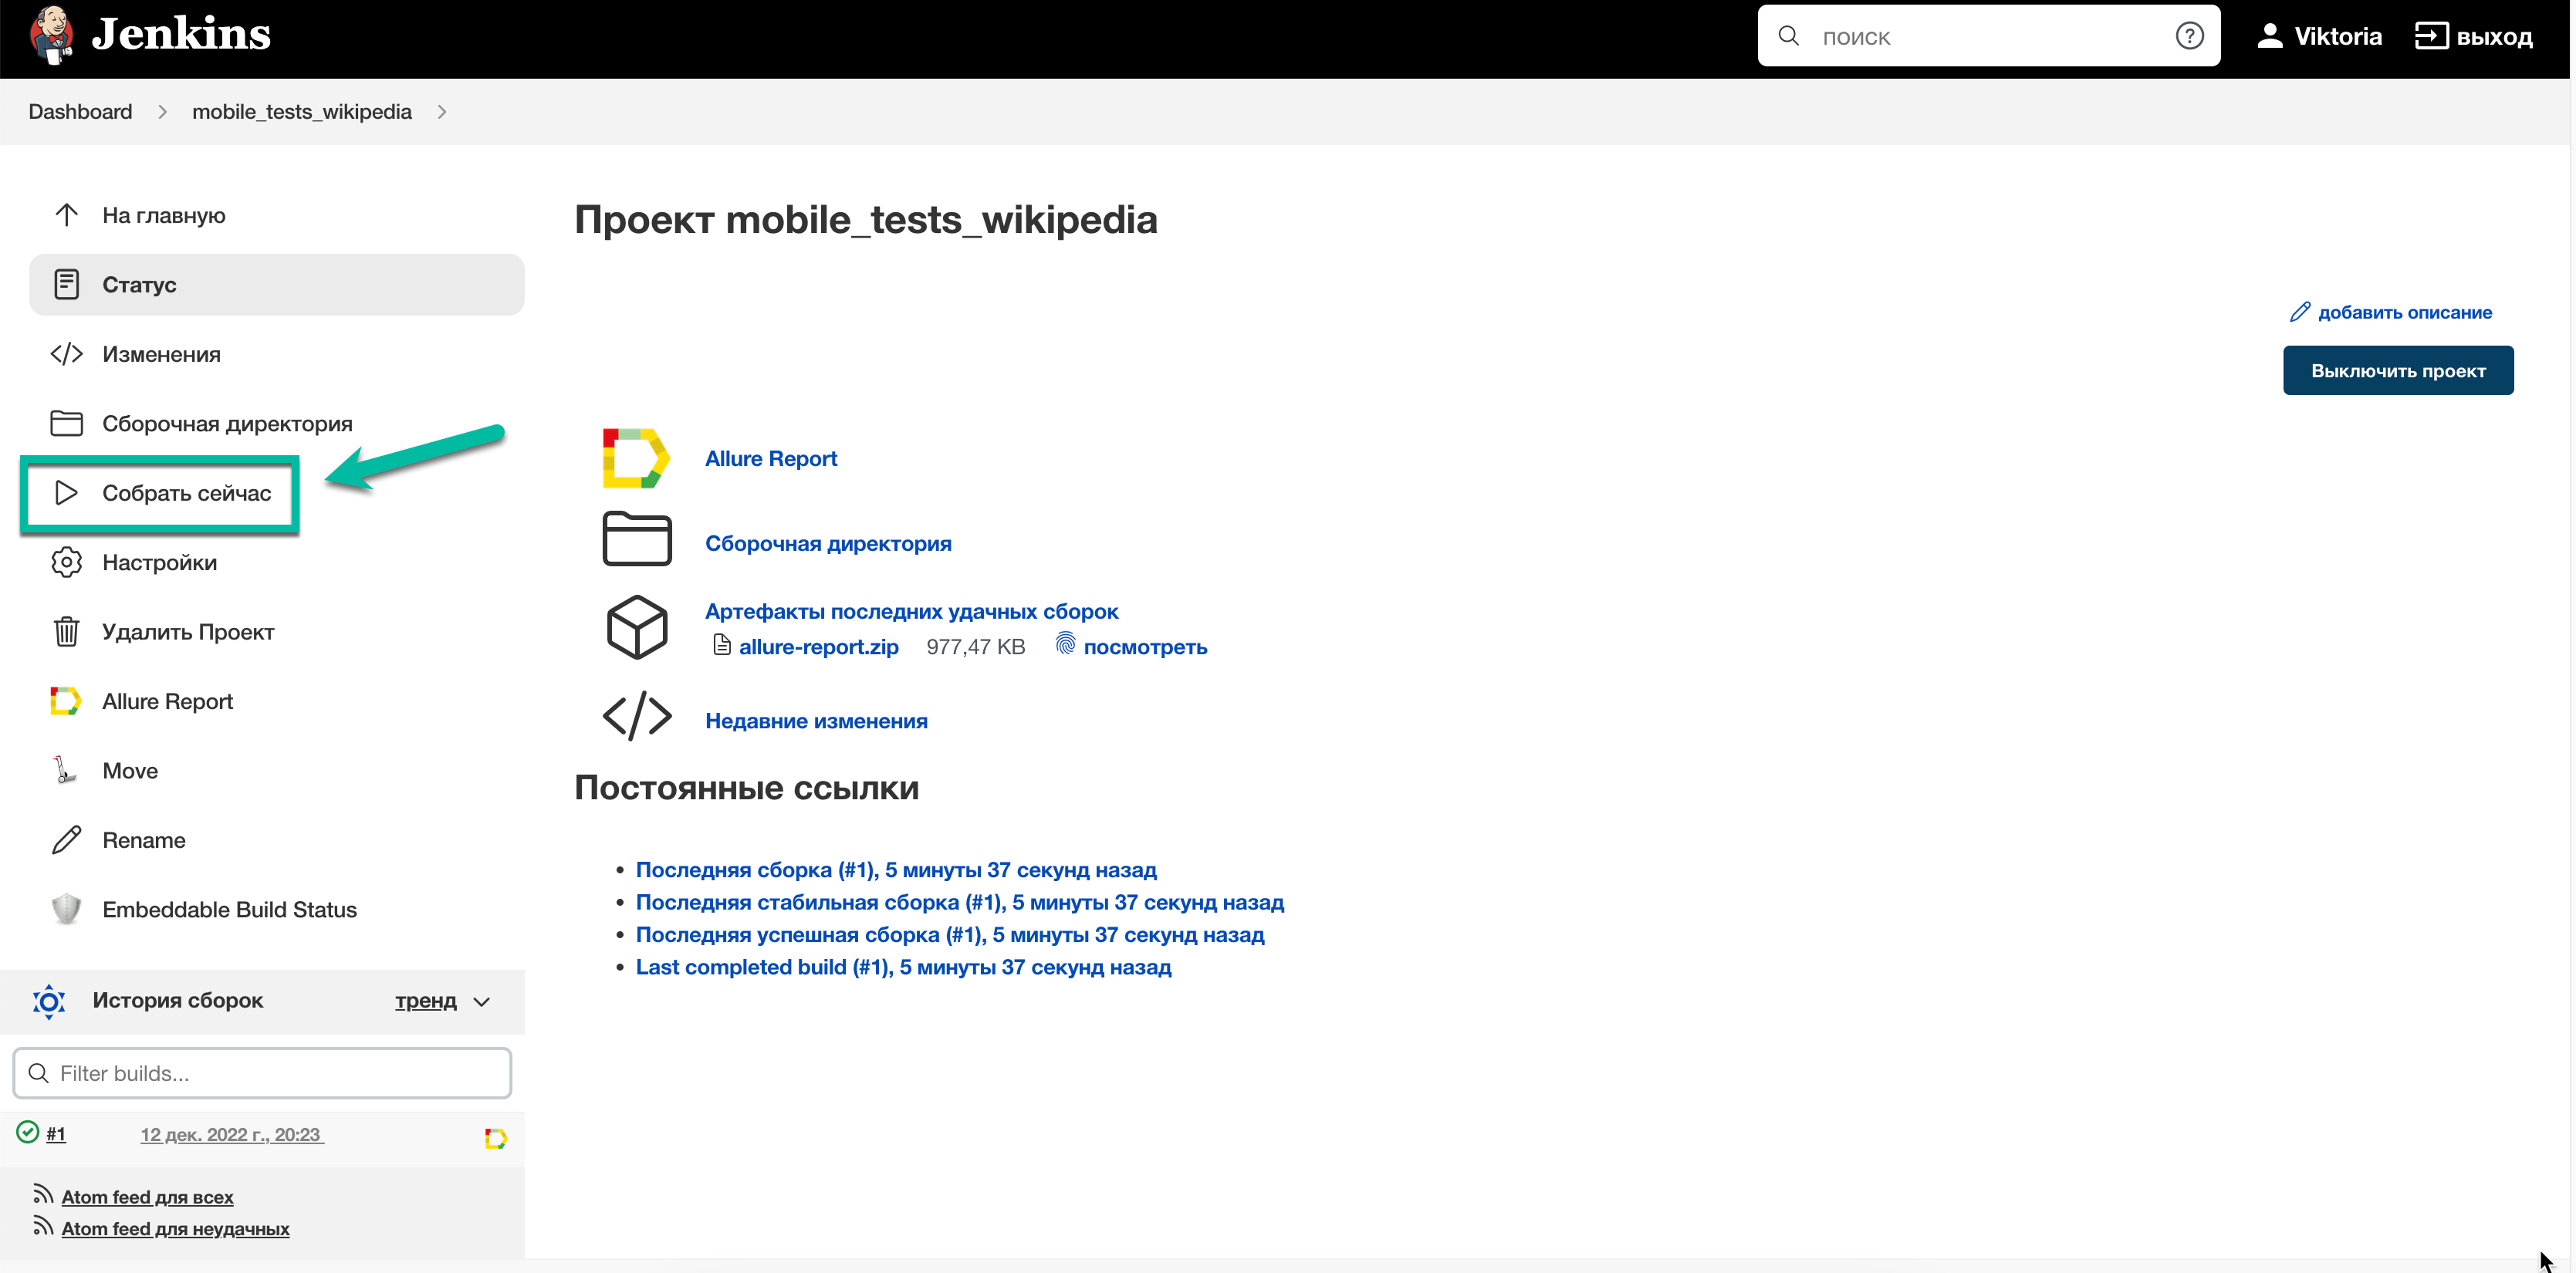 Jenkins
поиск
Viktoria
выход
Dashboard
mobile_tests_wikipedia
На главную
Статус
Изменения
Сборочная директория
Собрать сейчас
Настройки
Удалить Проект
Allure Report
Move
Rename
Embeddable Build Status
История сборок
тренд
Filter builds...
#1
12 дек. 2022 г., 20:23
Atom feed для всех
Atom feed для неудачных
Проект mobile_tests_wikipedia
добавить описание
Выключить проект
Allure Report
Сборочная директория
Артефакты последних удачных сборок
allure-report.zip 977,47 KB посмотреть
Недавние изменения
Постоянные ссылки
Последняя сборка (#1), 5 минуты 37 секунд назад
Последняя стабильная сборка (#1), 5 минуты 37 секунд назад
Последняя успешная сборка (#1), 5 минуты 37 секунд назад
Last completed build (#1), 5 минуты 37 секунд назад